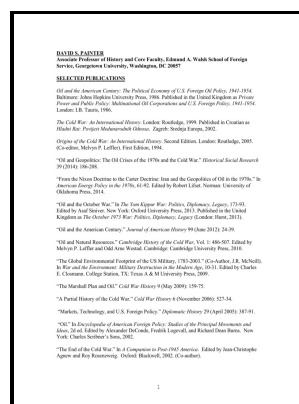 DAVID S. PAINTER
Associate Professor of History and Core Faculty, Edmund A. Walsh School of Foreign
Service, Georgetown University, Washington, DC 20057
SELECTED PUBLICATIONS
Oil and the American Century: The Political Economy of U.S. Foreign Oil Policy, 1941-1954.
Baltimore: Johns Hopkins University Press, 1986. Published in the United Kingdom as Private
Power and Public Policy: Multinational Oil Corporations and U.S. Foreign Policy, 1941-1954.
London: I.B. Tauris, 1986.
The Cold War: An International History. London: Routledge, 1999. Published in Croatian as
Hladni Rat: Povijest Međunarodnih Odnosa. Zagreb: Srednja Europa, 2002.
Origins of the Cold War: An International History. Second Edition. London: Routledge, 2005.
(Co-editor, Melvyn P. Leffler). First Edition, 1994.
"Oil and Geopolitics: The Oil Crises of the 1970s and the Cold War." Historical Social Research
39 (2014): 186-208.
"From the Nixon Doctrine to the Carter Doctrine: Iran and the Geopolitics of Oil in the 1970s." In
American Energy Policy in the 1970s, 61-92. Edited by Robert Lifset. Norman: University of
Oklahoma Press, 2014.
"Oil and the October War." In The Yom Kippur War: Politics, Diplomacy, Legacy, 173-93.
Edited by Asaf Siniver. New York: Oxford University Press, 2013. Published in the United
Kingdom as The October 1973 War: Politics, Diplomacy, Legacy (London: Hurst, 2013).
"Oil and the American Century." Journal of American History 99 (June 2012): 24-39.
"Oil and Natural Resources." Cambridge History of the Cold War, Vol. 1: 486-507. Edited by
Melvyn P. Leffler and Odd Arne Westad. Cambridge: Cambridge University Press, 2010.
"The Global Environmental Footprint of the US Military, 1783-2003." (Co-Author, J.R. McNeill).
In War and the Environment: Military Destruction in the Modern Age, 10-31. Edited by Charles
E. Closmann. College Station, TX: Texas A & M University Press, 2009.
"The Marshall Plan and Oil." Cold War History 9 (May 2009): 159-75.
"A Partial History of the Cold War." Cold War History 6 (November 2006): 527-34.
"Markets, Technology, and U.S. Foreign Policy." Diplomatic History 29 (April 2005): 387-91.
"Oil." In Encyclopedia of American Foreign Policy: Studies of the Principal Movements and
Ideas, 2d ed. Edited by Alexander DeConde, Fredrik Logevall, and Richard Dean Burns. New
York: Charles Scribner's Sons, 2002.
"The End of the Cold War." In A Companion to Post-1945 America. Edited by Jean-Christophe
Agnew and Roy Rosenzweig. Oxford: Blackwell, 2002. (Co-author).
1